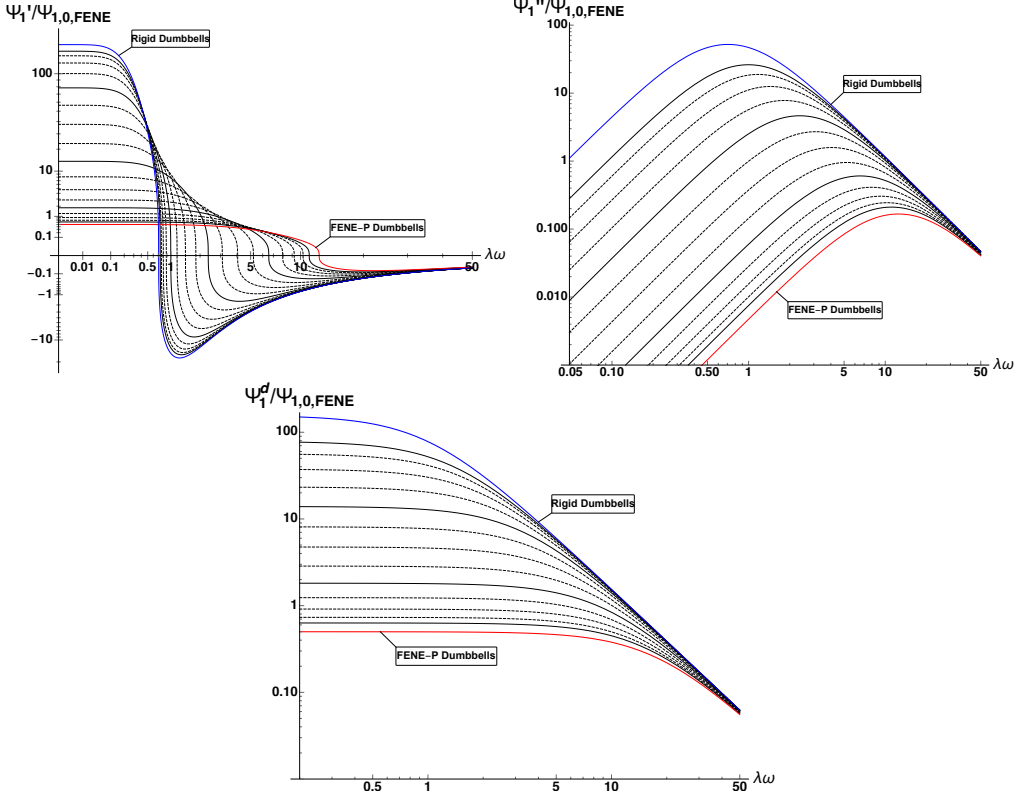 Ψ₁'/Ψ₁,₀,FENE
100
10
1
0.1
-0.1
-1
-10
0.01 0.1 0.5 1 5 10 50 λω
Rigid Dumbbells
FENE-P Dumbbells
Ψ₁''/Ψ₁,₀,FENE
100
10
1
0.100
0.010
0.05 0.10 0.50 1 5 10 50 λω
Rigid Dumbbells
FENE-P Dumbbells
Ψ₁ᵈ/Ψ₁,₀,FENE
100
10
1
0.10
0.5 1 5 10 50 λω
Rigid Dumbbells
FENE-P Dumbbells